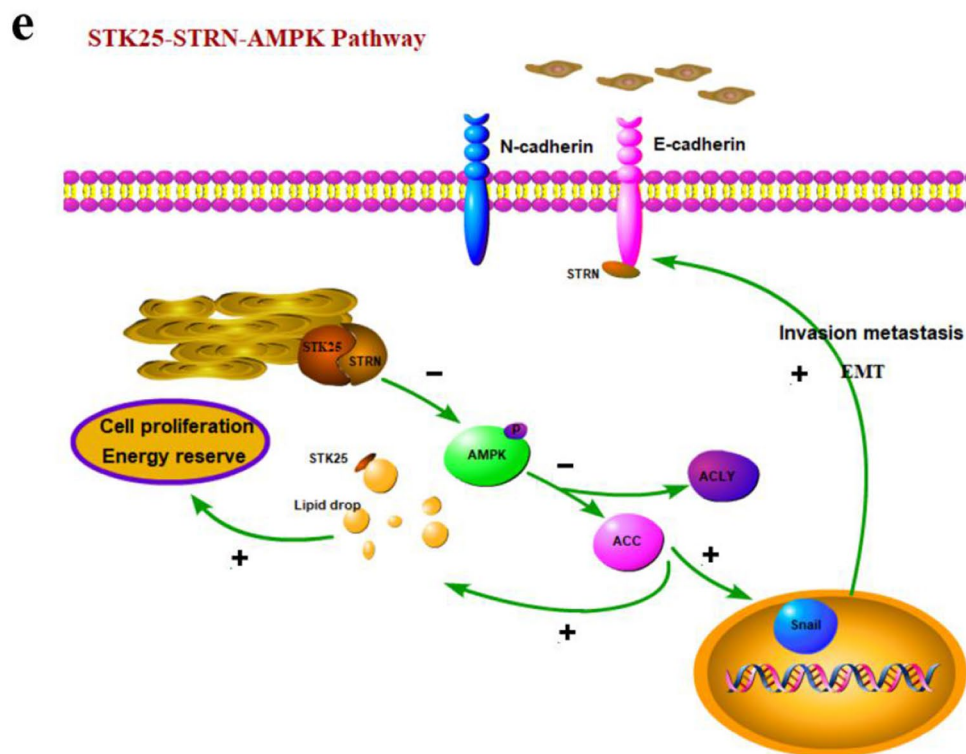 e
STK25-STRN-AMPK Pathway
N-cadherin
E-cadherin
STRN
Invasion metastasis
+ EMT
STK25
STRN
−
Cell proliferation
Energy reserve
P
AMPK
STK25
−
ACLY
Lipid drop
ACC
+
+
+
Snail